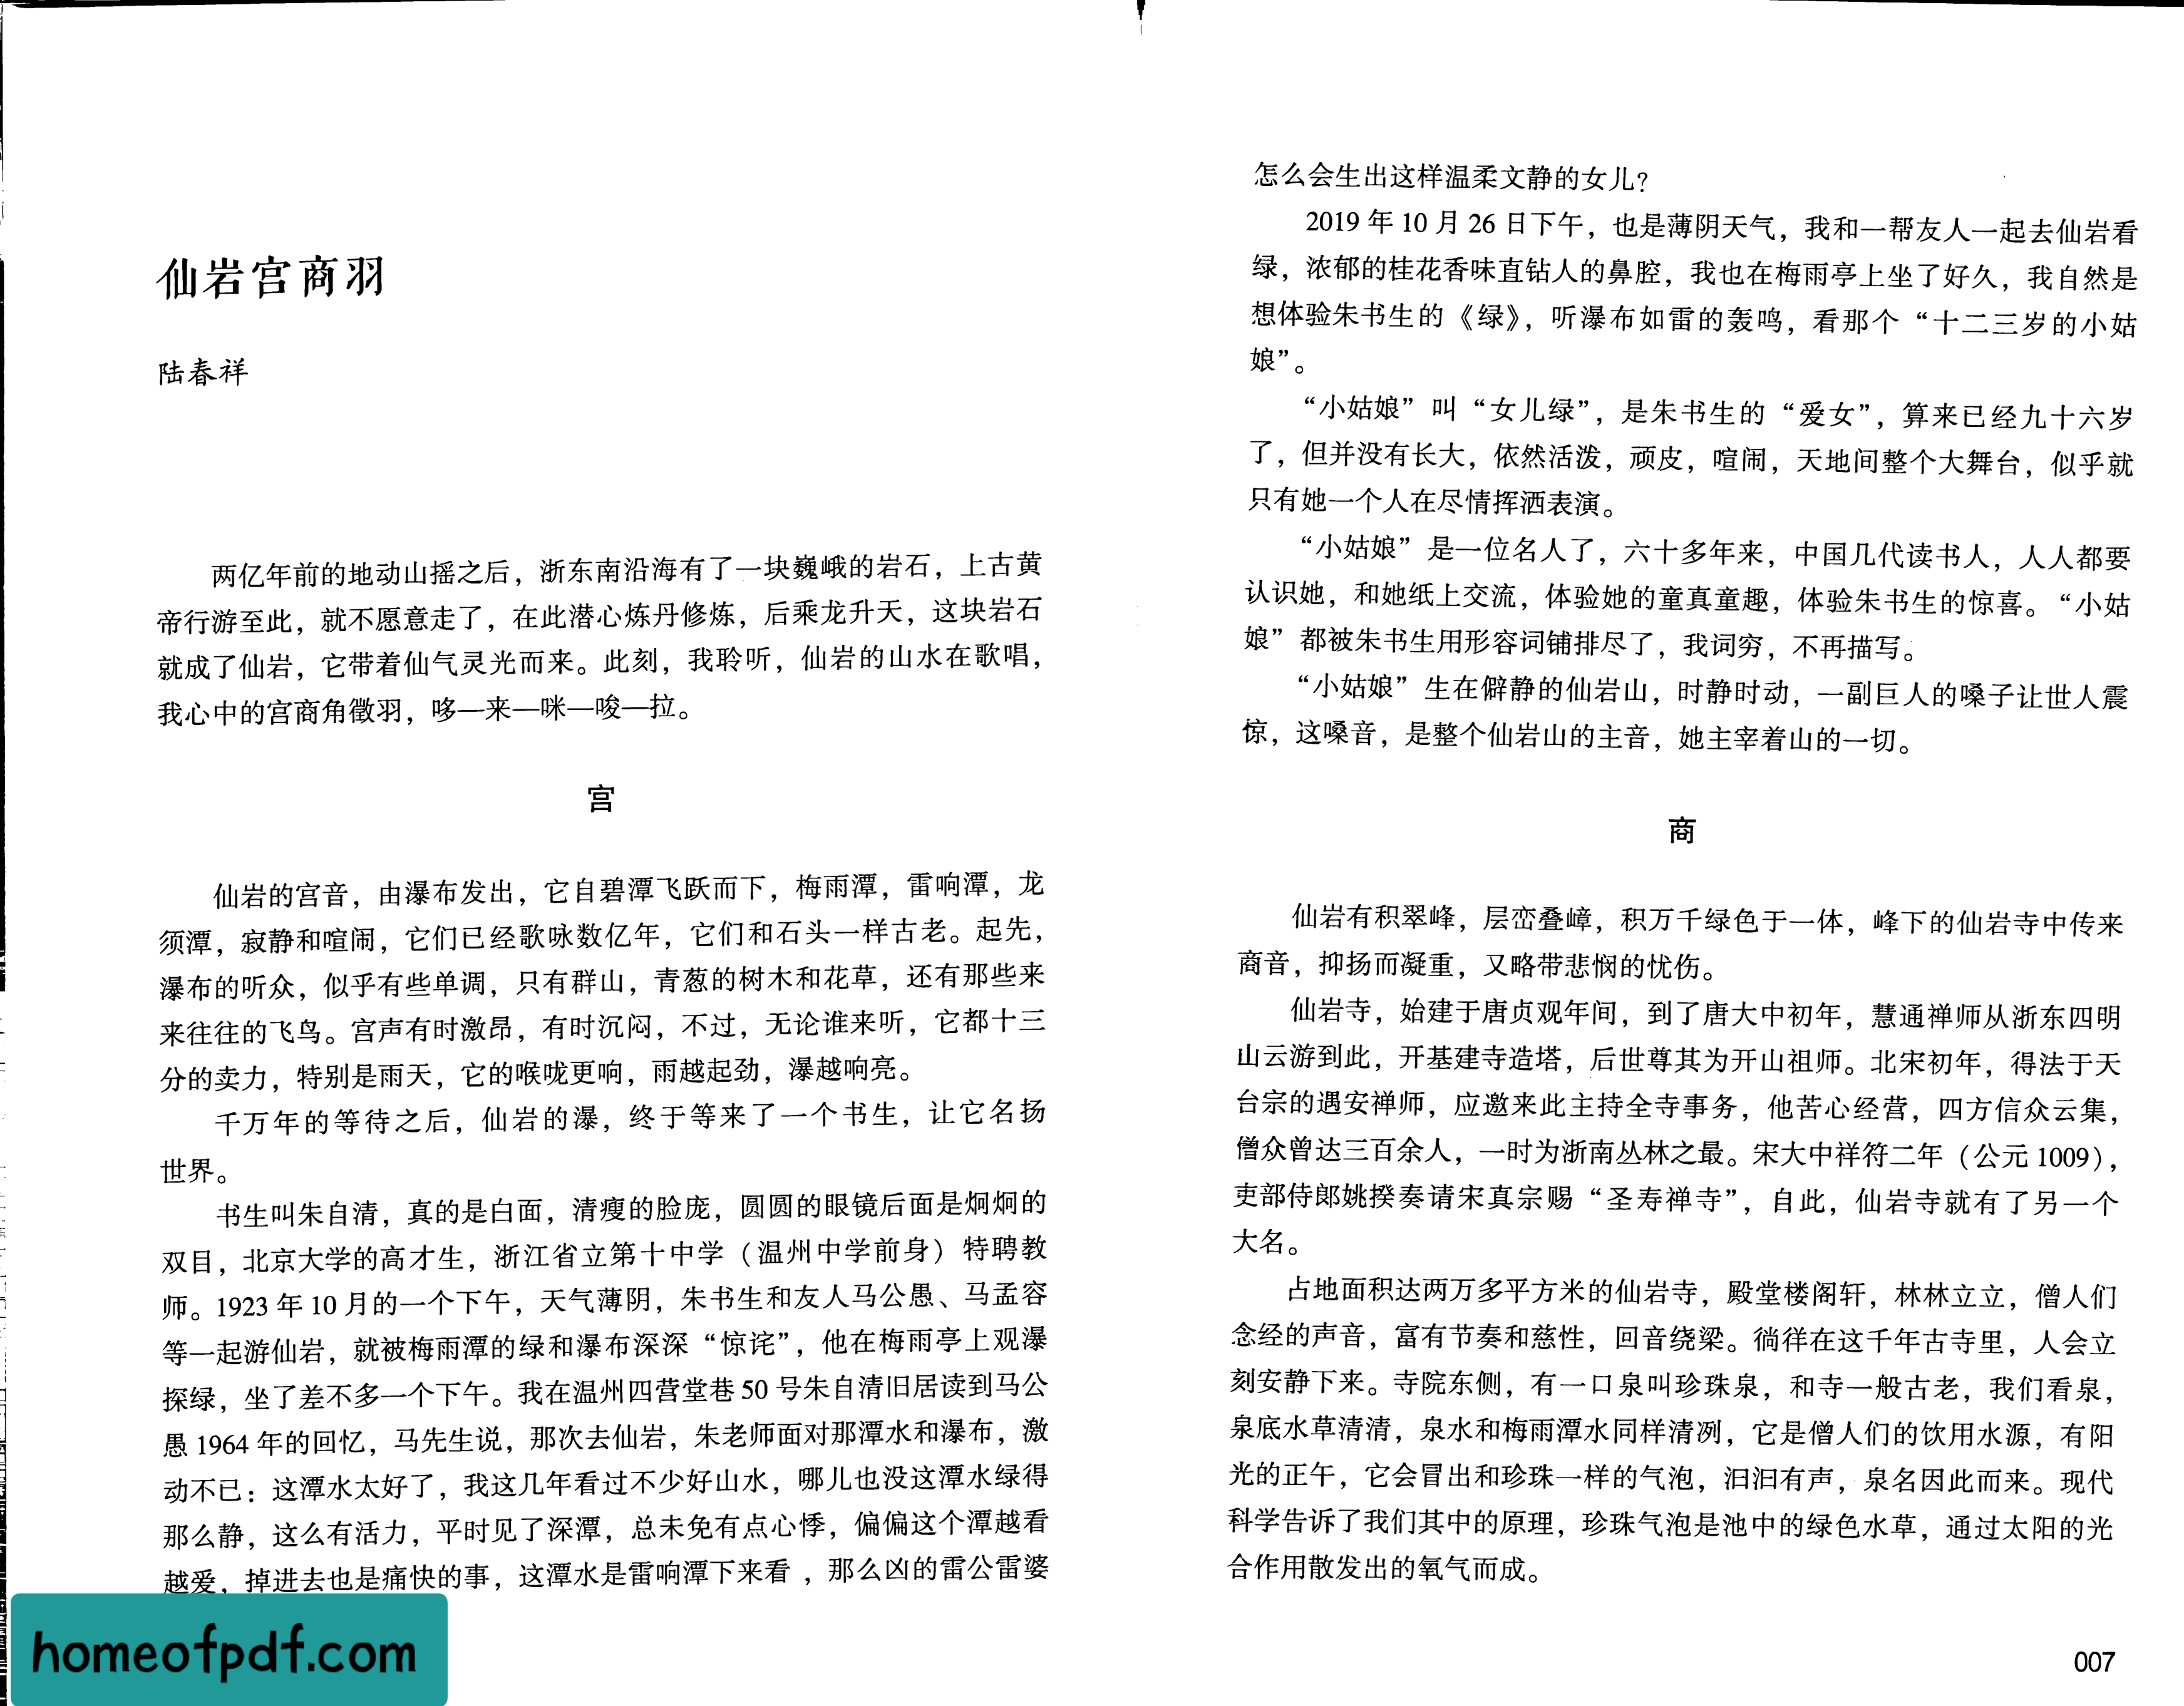 仙岩宫商羽
陆春祥
两亿年前的地动山摇之后，浙东南沿海有了一块巍峨的岩石，上古黄
帝行游至此，就不愿意走了，在此潜心炼丹修炼，后乘龙升天，这块岩石
就成了仙岩，它带着仙气灵光而来。此刻，我聆听，仙岩的山水在歌唱，
我心中的宫商角徵羽，哆—来—咪—唆—拉。
宫
仙岩的宫音，由瀑布发出，它自碧潭飞跃而下，梅雨潭，雷响潭，龙
须潭，寂静和喧闹，它们已经歌咏数亿年，它们和石头一样古老。起先，
瀑布的听众，似乎有些单调，只有群山，青葱的树木和花草，还有那些来
来往往的飞鸟。宫声有时激昂，有时沉闷，不过，无论谁来听，它都十三
分的卖力，特别是雨天，它的喉咙更响，雨越起劲，瀑越响亮。
千万年的等待之后，仙岩的瀑，终于等来了一个书生，让它名扬
世界。
书生叫朱自清，真的是白面，清瘦的脸庞，圆圆的眼镜后面是炯炯的
双目，北京大学的高才生，浙江省立第十中学（温州中学前身）特聘教
师。1923 年 10 月的一个下午，天气薄阴，朱书生和友人马公愚、马孟容
等一起游仙岩，就被梅雨潭的绿和瀑布深深“惊诧”，他在梅雨亭上观瀑
探绿，坐了差不多一个下午。我在温州四营堂巷 50 号朱自清旧居读到马公
愚 1964 年的回忆，马先生说，那次去仙岩，朱老师面对那潭水和瀑布，激
动不已：这潭水太好了，我这几年看过不少好山水，哪儿也没这潭水绿得
那么静，这么有活力，平时见了深潭，总未免有点心悸，偏偏这个潭越看
越爱，掉进去也是痛快的事，这潭水是雷响潭下来看，那么凶的雷公雷婆
homeofpdf.com
怎么会生出这样温柔文静的女儿？
2019 年 10 月 26 日下午，也是薄阴天气，我和一帮友人一起去仙岩看
绿，浓郁的桂花香味直钻人的鼻腔，我也在梅雨亭上坐了好久，我自然是
想体验朱书生的《绿》，听瀑布如雷的轰鸣，看那个“十二三岁的小姑
娘”。
“小姑娘”叫“女儿绿”，是朱书生的“爱女”，算来已经九十六岁
了，但并没有长大，依然活泼，顽皮，喧闹，天地间整个大舞台，似乎就
只有她一个人在尽情挥洒表演。
“小姑娘”是一位名人了，六十多年来，中国几代读书人，人人都要
认识她，和她纸上交流，体验她的童真童趣，体验朱书生的惊喜。“小姑
娘”都被朱书生用形容词铺排尽了，我词穷，不再描写。
“小姑娘”生在僻静的仙岩山，时静时动，一副巨人的嗓子让世人震
惊，这嗓音，是整个仙岩山的主音，她主宰着山的一切。
商
仙岩有积翠峰，层峦叠嶂，积万千绿色于一体，峰下的仙岩寺中传来
商音，抑扬而凝重，又略带悲悯的忧伤。
仙岩寺，始建于唐贞观年间，到了唐大中初年，慧通禅师从浙东四明
山云游到此，开基建寺造塔，后世尊其为开山祖师。北宋初年，得法于天
台宗的遇安禅师，应邀来此主持全寺事务，他苦心经营，四方信众云集，
僧众曾达三百余人，一时为浙南丛林之最。宋大中祥符二年（公元 1009），
吏部侍郎姚揆奏请宋真宗赐“圣寿禅寺”，自此，仙岩寺就有了另一个
大名。
占地面积达两万多平方米的仙岩寺，殿堂楼阁轩，林林立立，僧人们
念经的声音，富有节奏和慈性，回音绕梁。徜徉在这千年古寺里，人会立
刻安静下来。寺院东侧，有一口泉叫珍珠泉，和寺一般古老，我们看泉，
泉底水草清清，泉水和梅雨潭水同样清冽，它是僧人们的饮用水源，有阳
光的正午，它会冒出和珍珠一样的气泡，汩汩有声，泉名因此而来。现代
科学告诉了我们其中的原理，珍珠气泡是池中的绿色水草，通过太阳的光
合作用散发出的氧气而成。
007